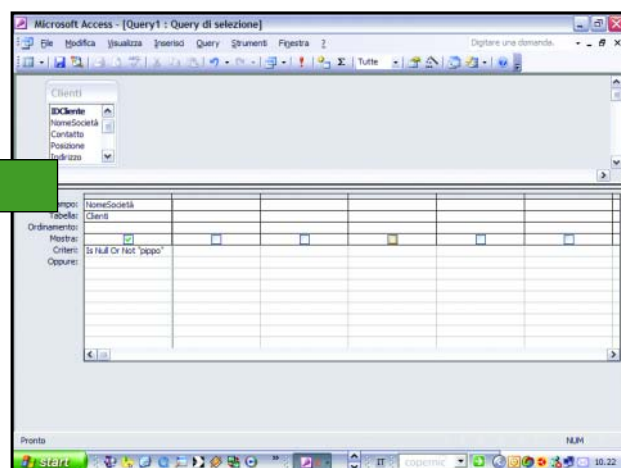 Microsoft Access - [Query1 : Query di selezione]
File Modifica Visualizza Inserisci Query Strumenti Finestra ?
Digitare una domanda.
Σ Tutte
Clienti
IDCliente
NomeSocietà
Contatto
Posizione
Indirizzo
ampo: NomeSocietà
Tabella: Clienti
Ordinamento:
Mostra:
Criteri: Is Null Or Not "pippo"
Oppure:
Pronto
NUM
start
IT
copernic
10.22